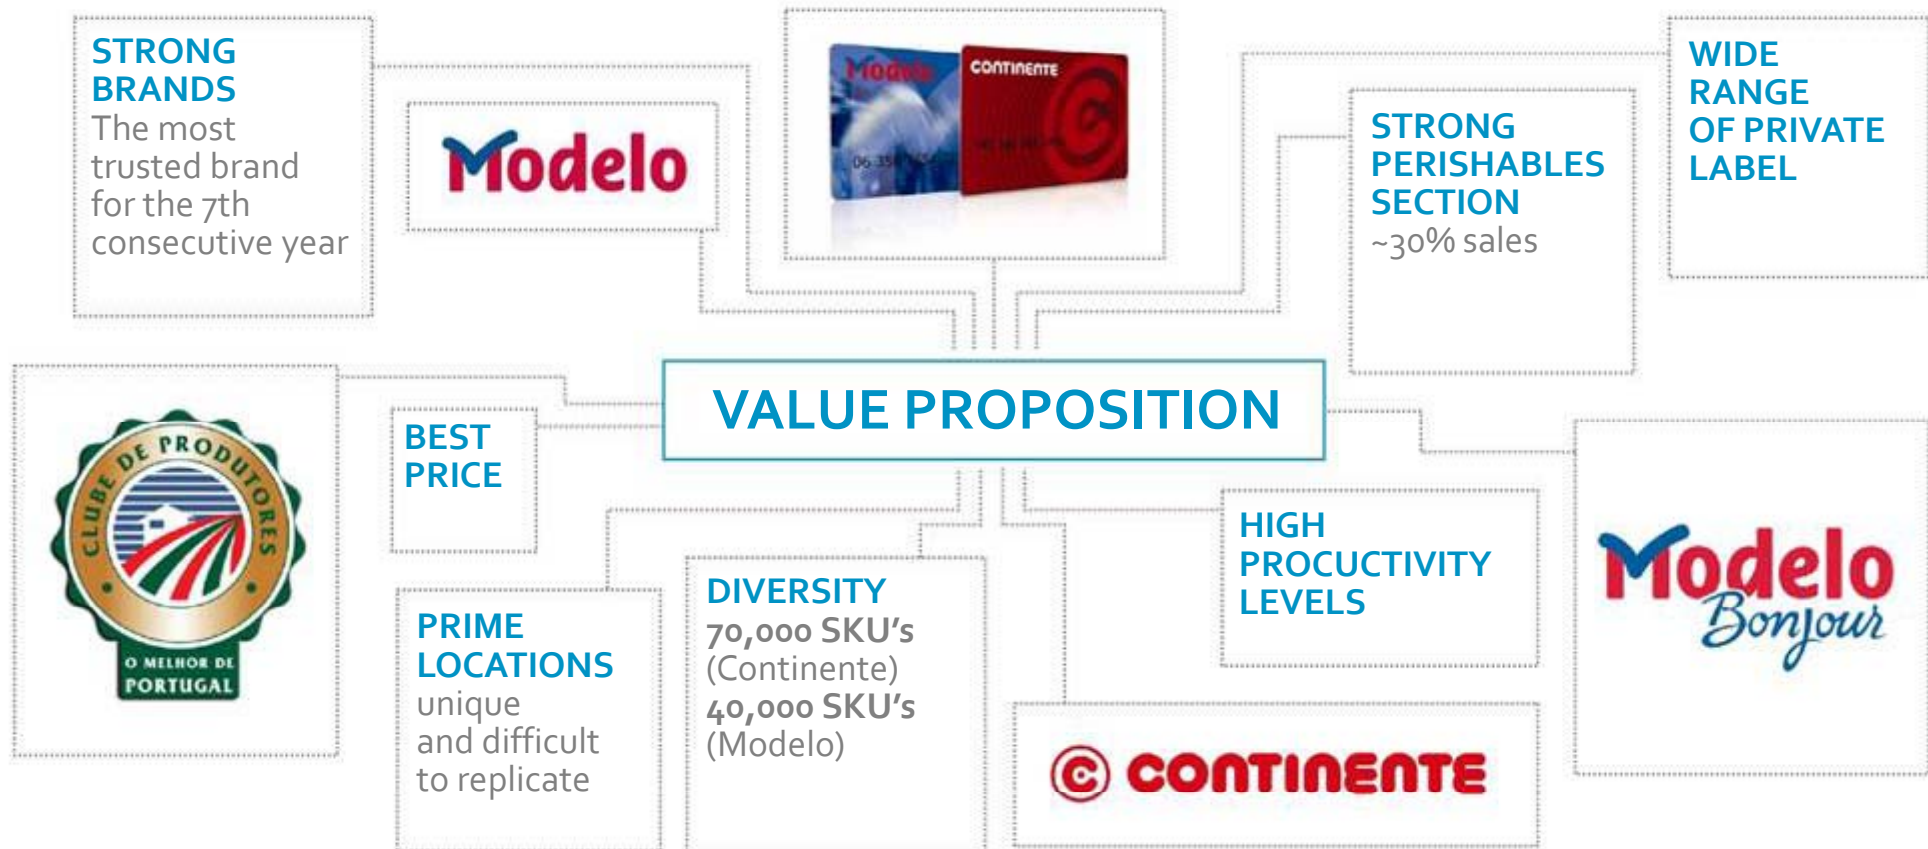 STRONG
BRANDS
The most
trusted brand
for the 7th
consecutive year
Modelo
Modelo
CONTINENTE
STRONG
PERISHABLES
SECTION
~30% sales
WIDE
RANGE
OF PRIVATE
LABEL
VALUE PROPOSITION
CLUBE DE PRODUTORES
O MELHOR DE
PORTUGAL
BEST
PRICE
PRIME
LOCATIONS
unique
and difficult
to replicate
DIVERSITY
70,000 SKU's
(Continente)
40,000 SKU's
(Modelo)
HIGH
PROCUCTIVITY
LEVELS
C CONTINENTE
Modelo
Bonjour